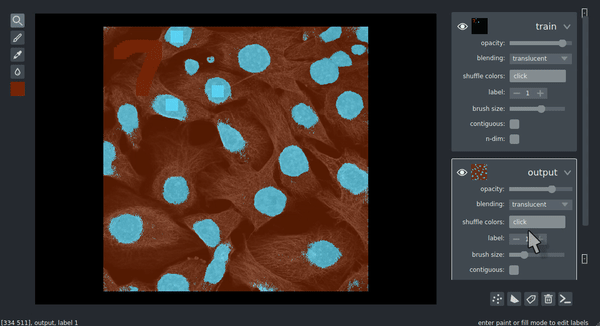 train
opacity:
blending: translucent
shuffle colors: click
label: 1
brush size:
contiguous:
n-dim:
output
opacity:
blending: translucent
shuffle colors: click
label:
brush size:
contiguous:
[334 511], output, label 1
enter paint or fill mode to edit labels